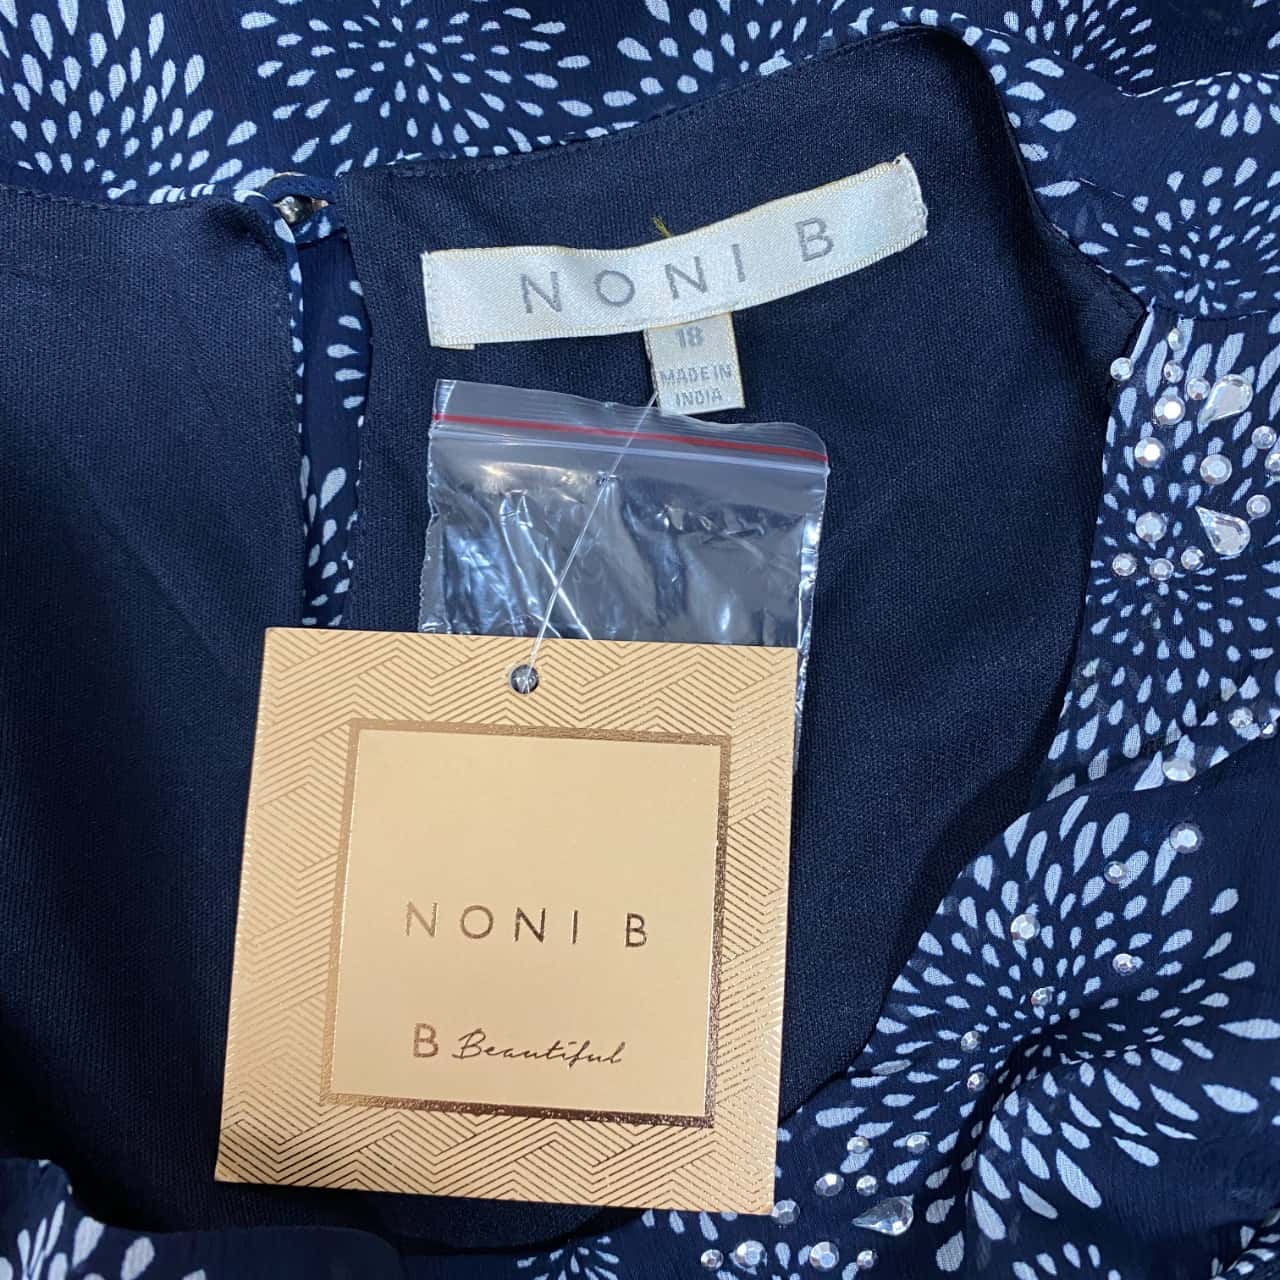 NONI B
18
MADE IN
INDIA
NONI B
B Beautiful